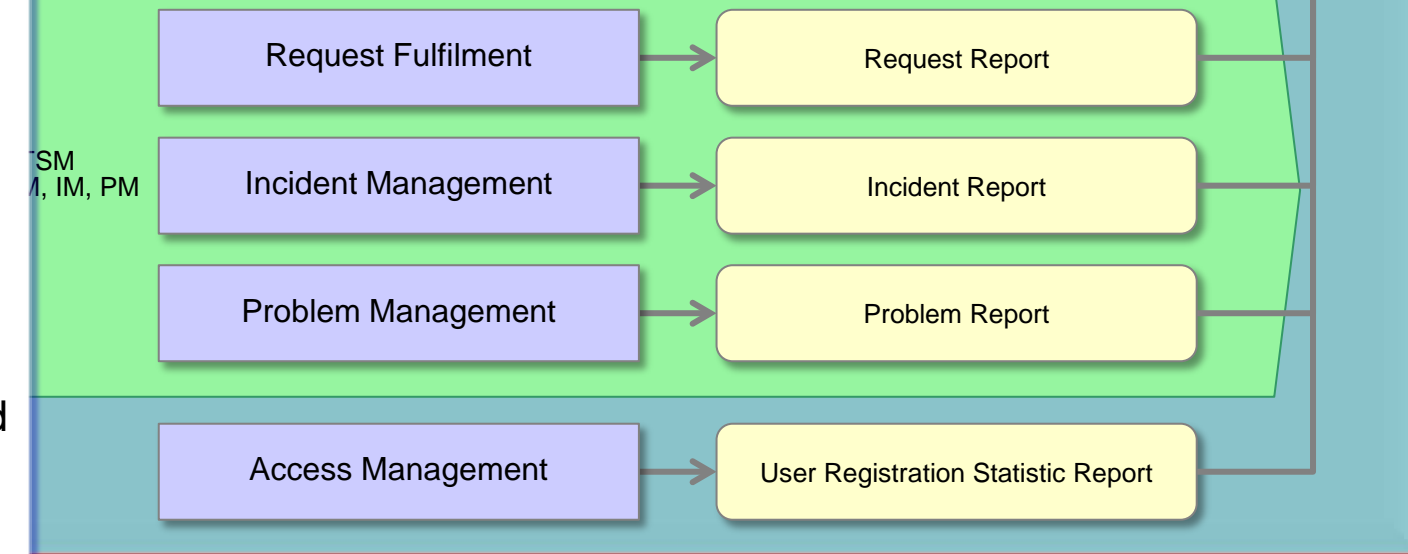 Request Fulfilment
Request Report
Incident Management
Incident Report
IM, PM
Problem Management
Problem Report
Access Management
User Registration Statistic Report